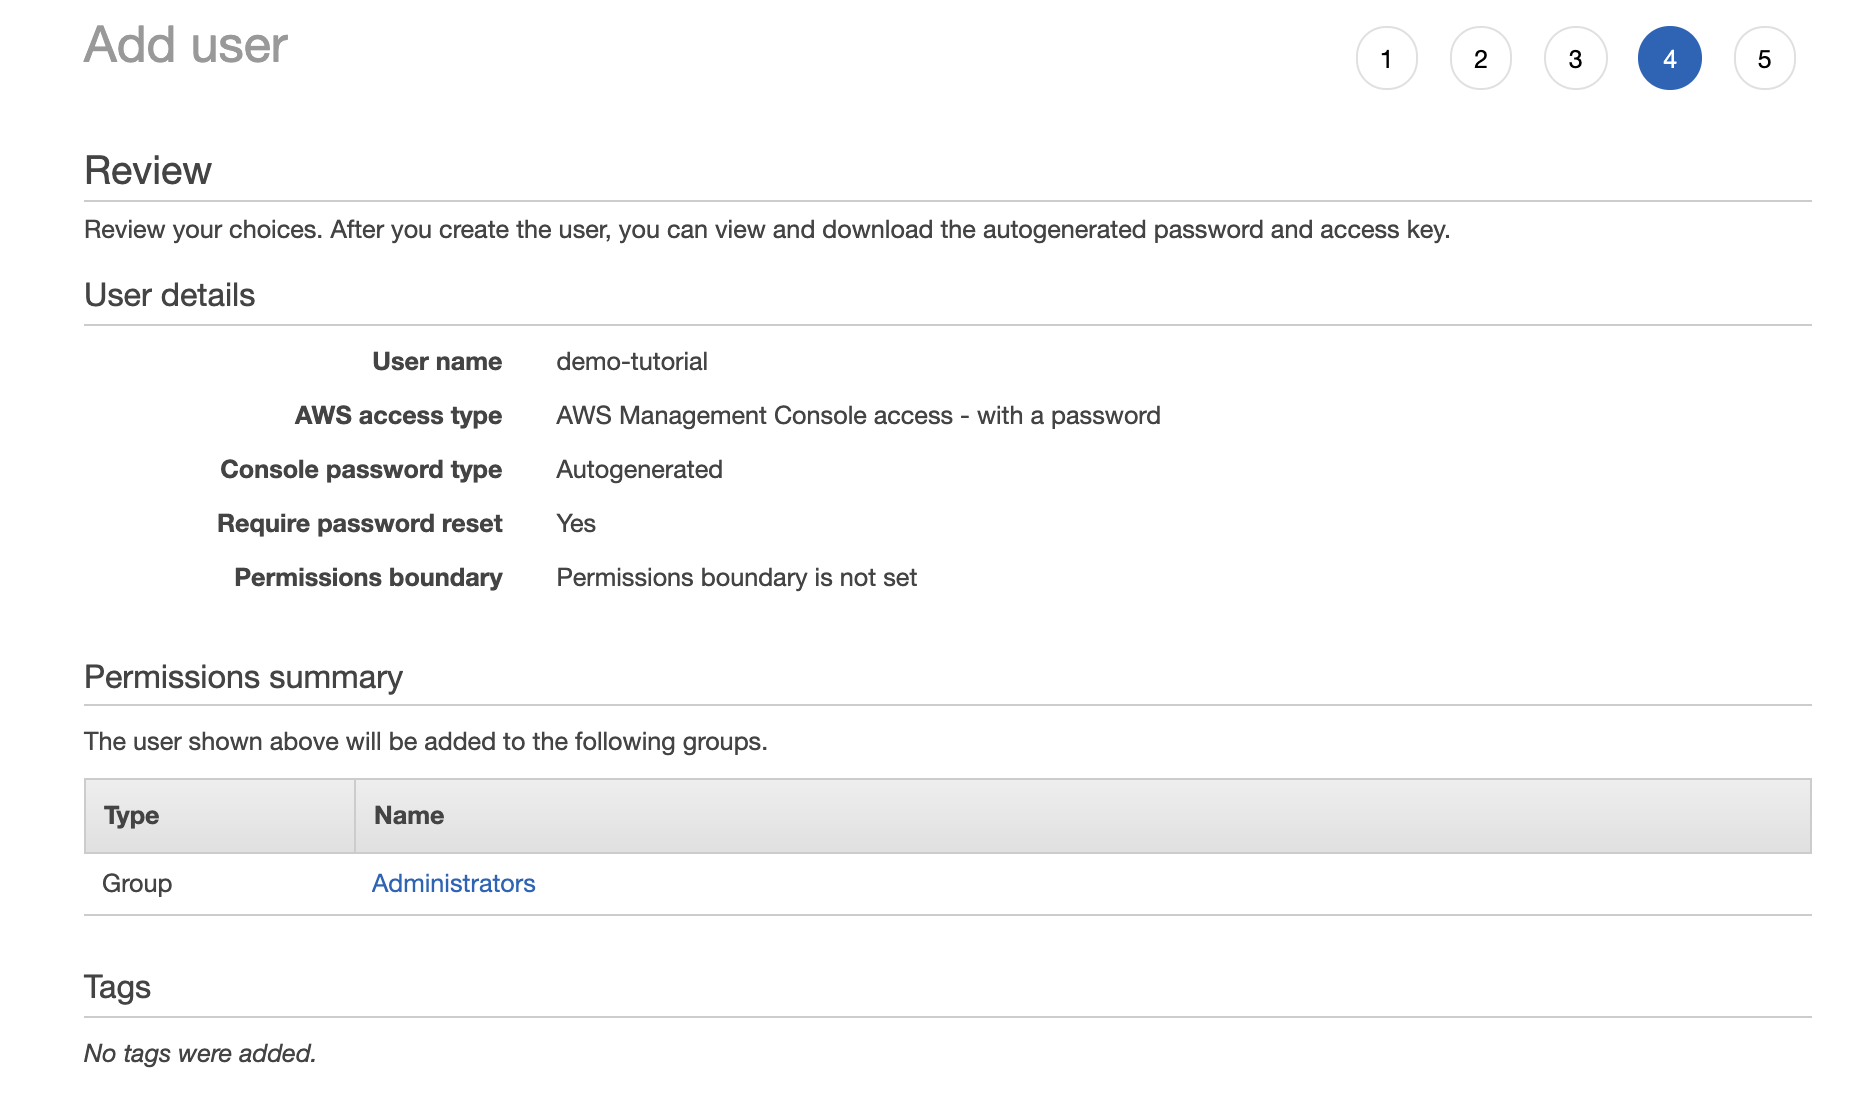 Add user
1 2 3 4 5
Review
Review your choices. After you create the user, you can view and download the autogenerated password and access key.
User details
User name demo-tutorial
AWS access type AWS Management Console access - with a password
Console password type Autogenerated
Require password reset Yes
Permissions boundary Permissions boundary is not set
Permissions summary
The user shown above will be added to the following groups.
Type Name
Group Administrators
Tags
No tags were added.